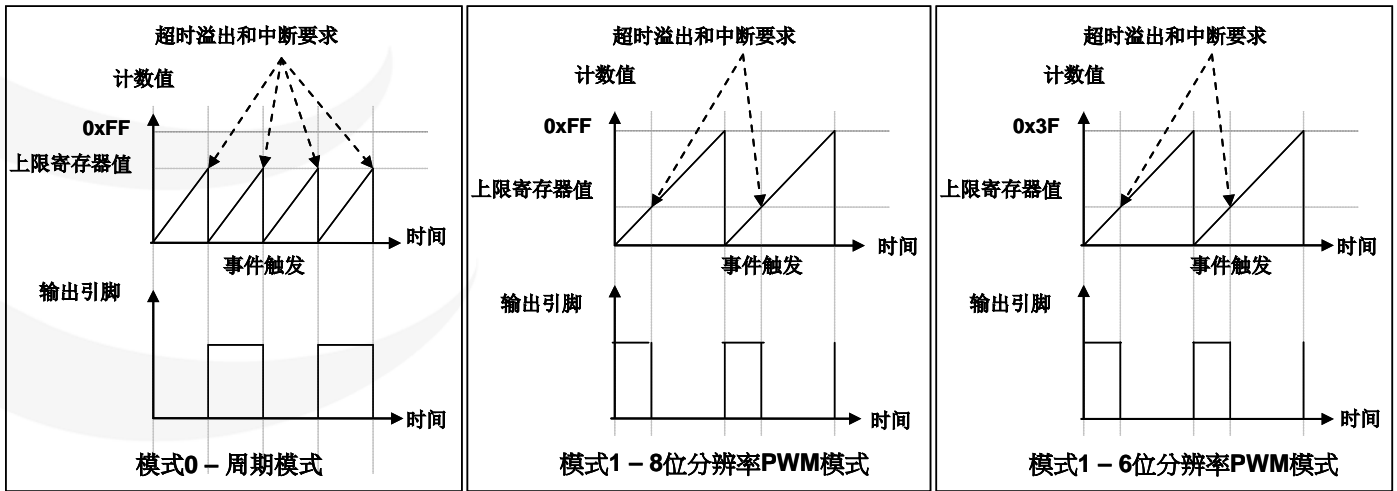 超时溢出和中断要求
计数值
0xFF
上限寄存器值
时间
事件触发
输出引脚
时间
模式0 – 周期模式
超时溢出和中断要求
计数值
0xFF
上限寄存器值
时间
事件触发
输出引脚
时间
模式1 – 8位分辨率PWM模式
超时溢出和中断要求
计数值
0x3F
上限寄存器值
时间
事件触发
输出引脚
时间
模式1 – 6位分辨率PWM模式